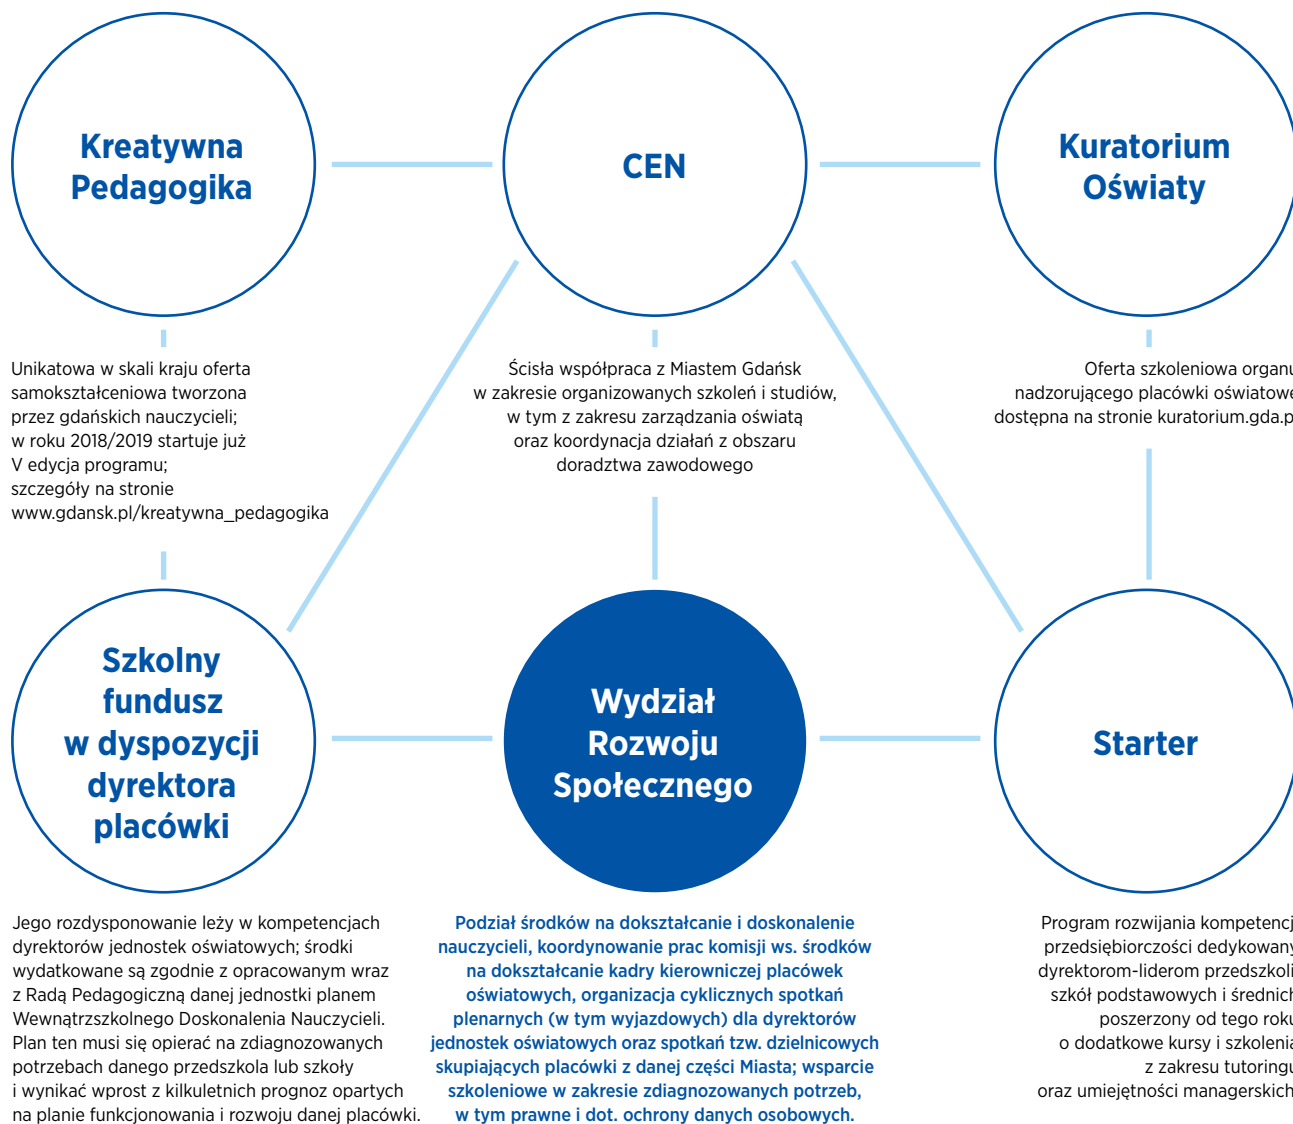 Kreatywna
Pedagogika
CEN
Kuratorium
Oświaty
Unikatowa w skali kraju oferta
samokształceniowa tworzona
przez gdańskich nauczycieli;
w roku 2018/2019 startuje już
V edycja programu;
szczegóły na stronie
www.gdansk.pl/kreatywna_pedagogika
Ścisła współpraca z Miastem Gdańsk
w zakresie organizowanych szkoleń i studiów,
w tym z zakresu zarządzania oświatą
oraz koordynacja działań z obszaru
doradztwa zawodowego
Oferta szkoleniowa organu
nadzorującego placówki oświatowe
dostępna na stronie kuratorium.gda.p
Szkolny
fundusz
w dyspozycji
dyrektora
placówki
Wydział
Rozwoju
Społecznego
Starter
Jego rozdysponowanie leży w kompetencjach
dyrektorów jednostek oświatowych; środki
wydatkowane są zgodnie z opracowanym wraz
z Radą Pedagogiczną danej jednostki planem
Wewnątrzszkolnego Doskonalenia Nauczycieli.
Plan ten musi się opierać na zdiagnozowanych
potrzebach danego przedszkola lub szkoły
i wynikać wprost z kilkuletnich prognoz opartych
na planie funkcjonowania i rozwoju danej placówki.
Podział środków na dokształcanie i doskonalenie
nauczycieli, koordynowanie prac komisji ws. środków
na dokształcanie kadry kierowniczej placówek
oświatowych, organizacja cyklicznych spotkań
plenarnych (w tym wyjazdowych) dla dyrektorów
jednostek oświatowych oraz spotkań tzw. dzielnicowych
skupiających placówki z danej części Miasta; wsparcie
szkoleniowe w zakresie zdiagnozowanych potrzeb,
w tym prawne i dot. ochrony danych osobowych.
Program rozwijania kompetencji
przedsiębiorczości dedykowany
dyrektorom-liderom przedszkoli,
szkół podstawowych i średnich
poszerzony od tego roku
o dodatkowe kursy i szkolenia
z zakresu tutoringu
oraz umiejętności managerskich